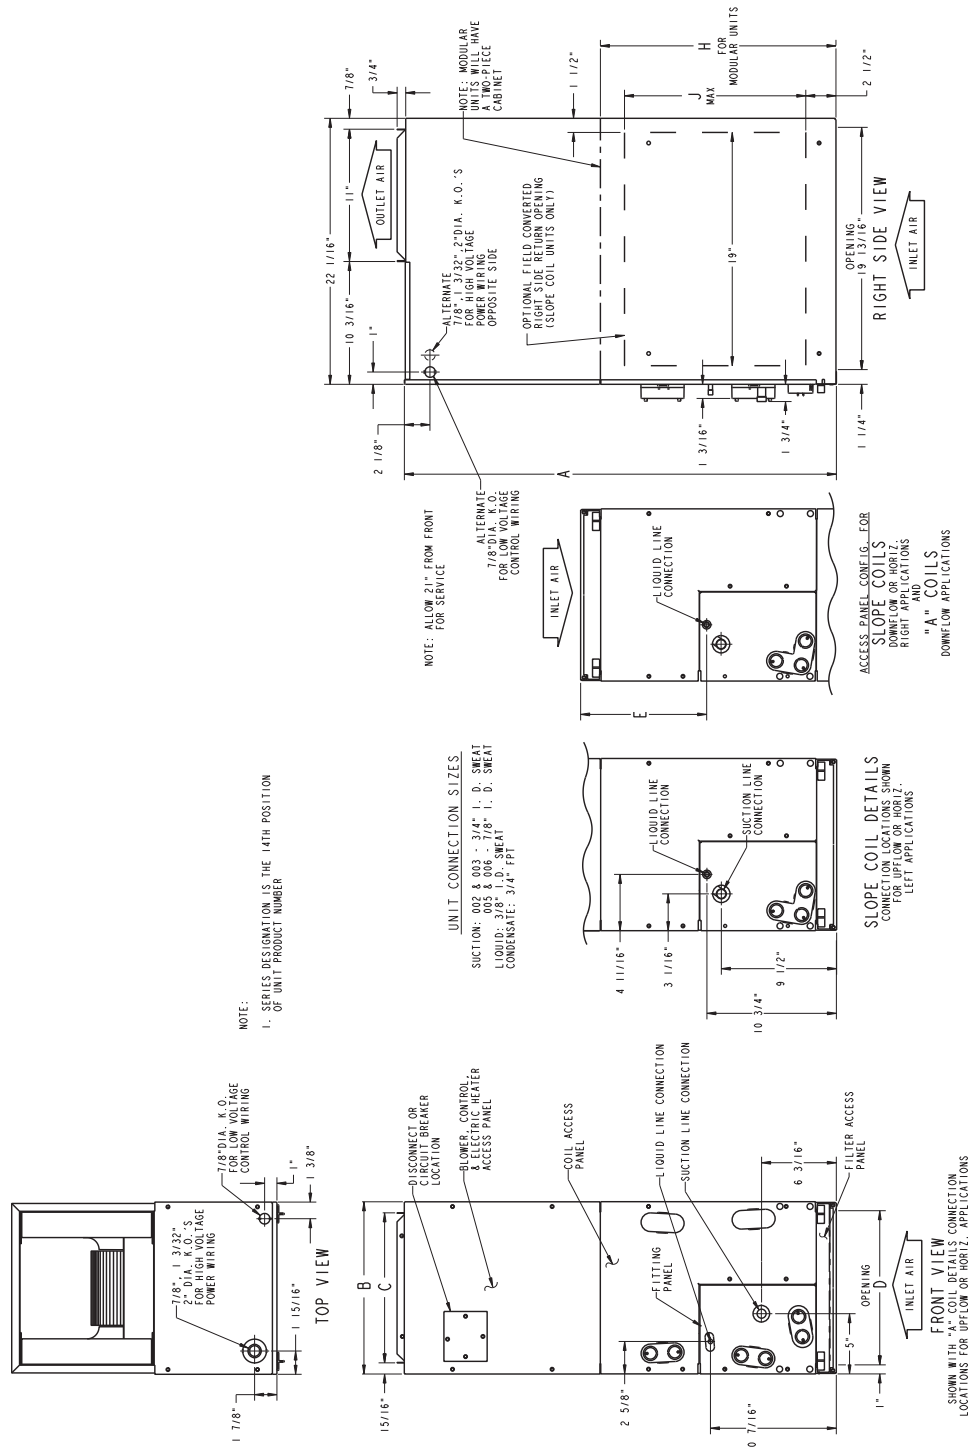 7/8", 1 3/32"
2" DIA. K.O.'S
FOR HIGH VOLTAGE
POWER WIRING
7/8"DIA. K.O.
FOR LOW VOLTAGE
CONTROL WIRING
1 7/8"
1 15/16"
1"
1 3/8"
TOP VIEW
NOTE:
1. SERIES DESIGNATION IS THE 14TH POSITION
OF UNIT PRODUCT NUMBER
B
C
15/16"
DISCONNECT OR
CIRCUIT BREAKER
LOCATION
BLOWER, CONTROL,
& ELECTRIC HEATER
ACCESS PANEL
COIL ACCESS
PANEL
FITTING
PANEL
LIQUID LINE CONNECTION
SUCTION LINE CONNECTION
2 5/8"
0 7/16"
5"
6 3/16"
1"
OPENING
D
FILTER ACCESS
PANEL
INLET AIR
FRONT VIEW
SHOWN WITH "A" COIL DETAILS CONNECTION
LOCATIONS FOR UPFLOW OR HORIZ. APPLICATIONS
UNIT CONNECTION SIZES
SUCTION: 002 & 003 - 3/4" I. D. SWEAT
005 & 006 - 7/8" I. D. SWEAT
LIQUID: 3/8" I.D. SWEAT
CONDENSATE: 3/4" FPT
4 11/16"
3 1/16"
LIQUID LINE
CONNECTION
SUCTION LINE
CONNECTION
10 3/4"
9 1/2"
SLOPE COIL DETAILS
CONNECTION LOCATIONS SHOWN
FOR UPFLOW OR HORIZ.
LEFT APPLICATIONS
NOTE: ALLOW 21" FROM FRONT
FOR SERVICE
INLET AIR
E
LIQUID LINE
CONNECTION
ACCESS PANEL CONFIG. FOR
SLOPE COILS
DOWNFLOW OR HORIZ.
RIGHT APPLICATIONS
AND
"A" COILS
DOWNFLOW APPLICATIONS
22 1/16"
10 3/16"
11"
7/8"
3/4"
1"
2 1/8"
OUTLET AIR
ALTERNATE
7/8",1 3/32",2"DIA. K.O.'S
FOR HIGH VOLTAGE
POWER WIRING
OPPOSITE SIDE
ALTERNATE
7/8"DIA. K.O.
FOR LOW VOLTAGE
CONTROL WIRING
NOTE: MODULAR
UNITS WILL HAVE
A TWO-PIECE
CABINET
1 1/2"
A
OPTIONAL FIELD CONVERTED
RIGHT SIDE RETURN OPENING
(SLOPE COIL UNITS ONLY)
19"
H
FOR
MODULAR UNITS
J
MAX
2 1/2"
1 3/16"
1 3/4"
1 1/4"
OPENING
19 13/16"
RIGHT SIDE VIEW
INLET AIR